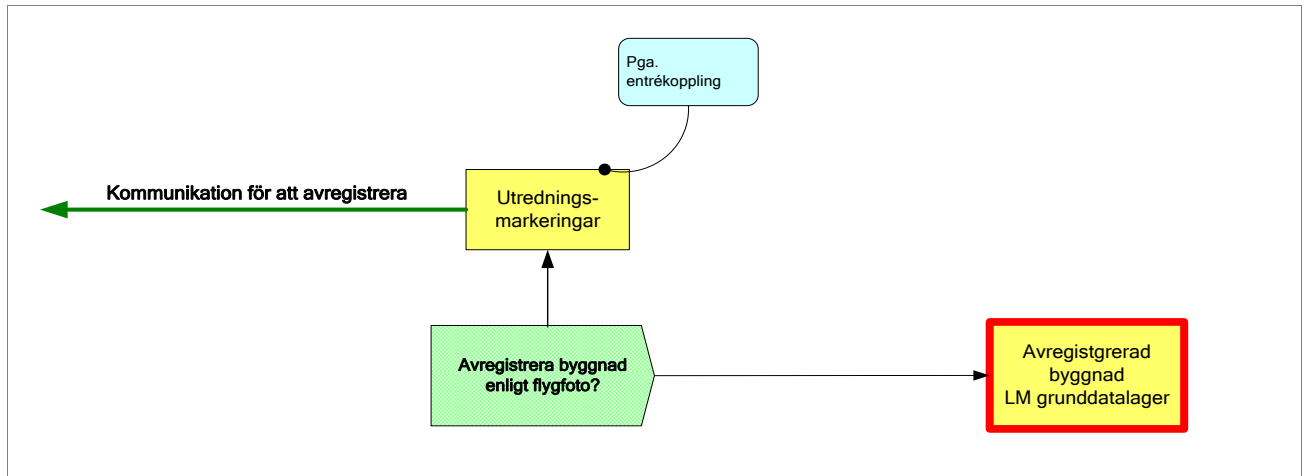 Pga.
entrékoppling
Kommunikation för att avregistrera
Utrednings-
markeringar
Avregistrera byggnad
enligt flygfoto?
Avregistgrerad
byggnad
LM grunddatalager